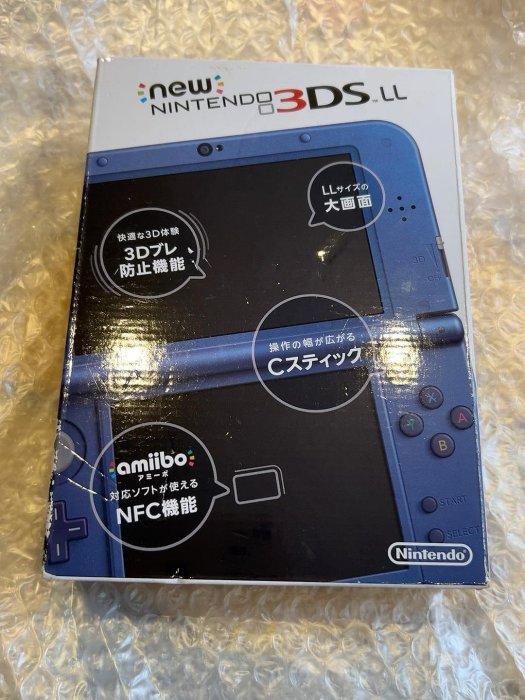 new
NINTENDO 3DS™ LL
LLサイズの
大画面
快適な3D体験
3Dブレ
防止機能
3D
操作の幅が広がる
Cスティック
X
Y
A
B
amiibo
アミーボ
対応ソフトが使える
NFC機能
START
SELECT
Nintendo